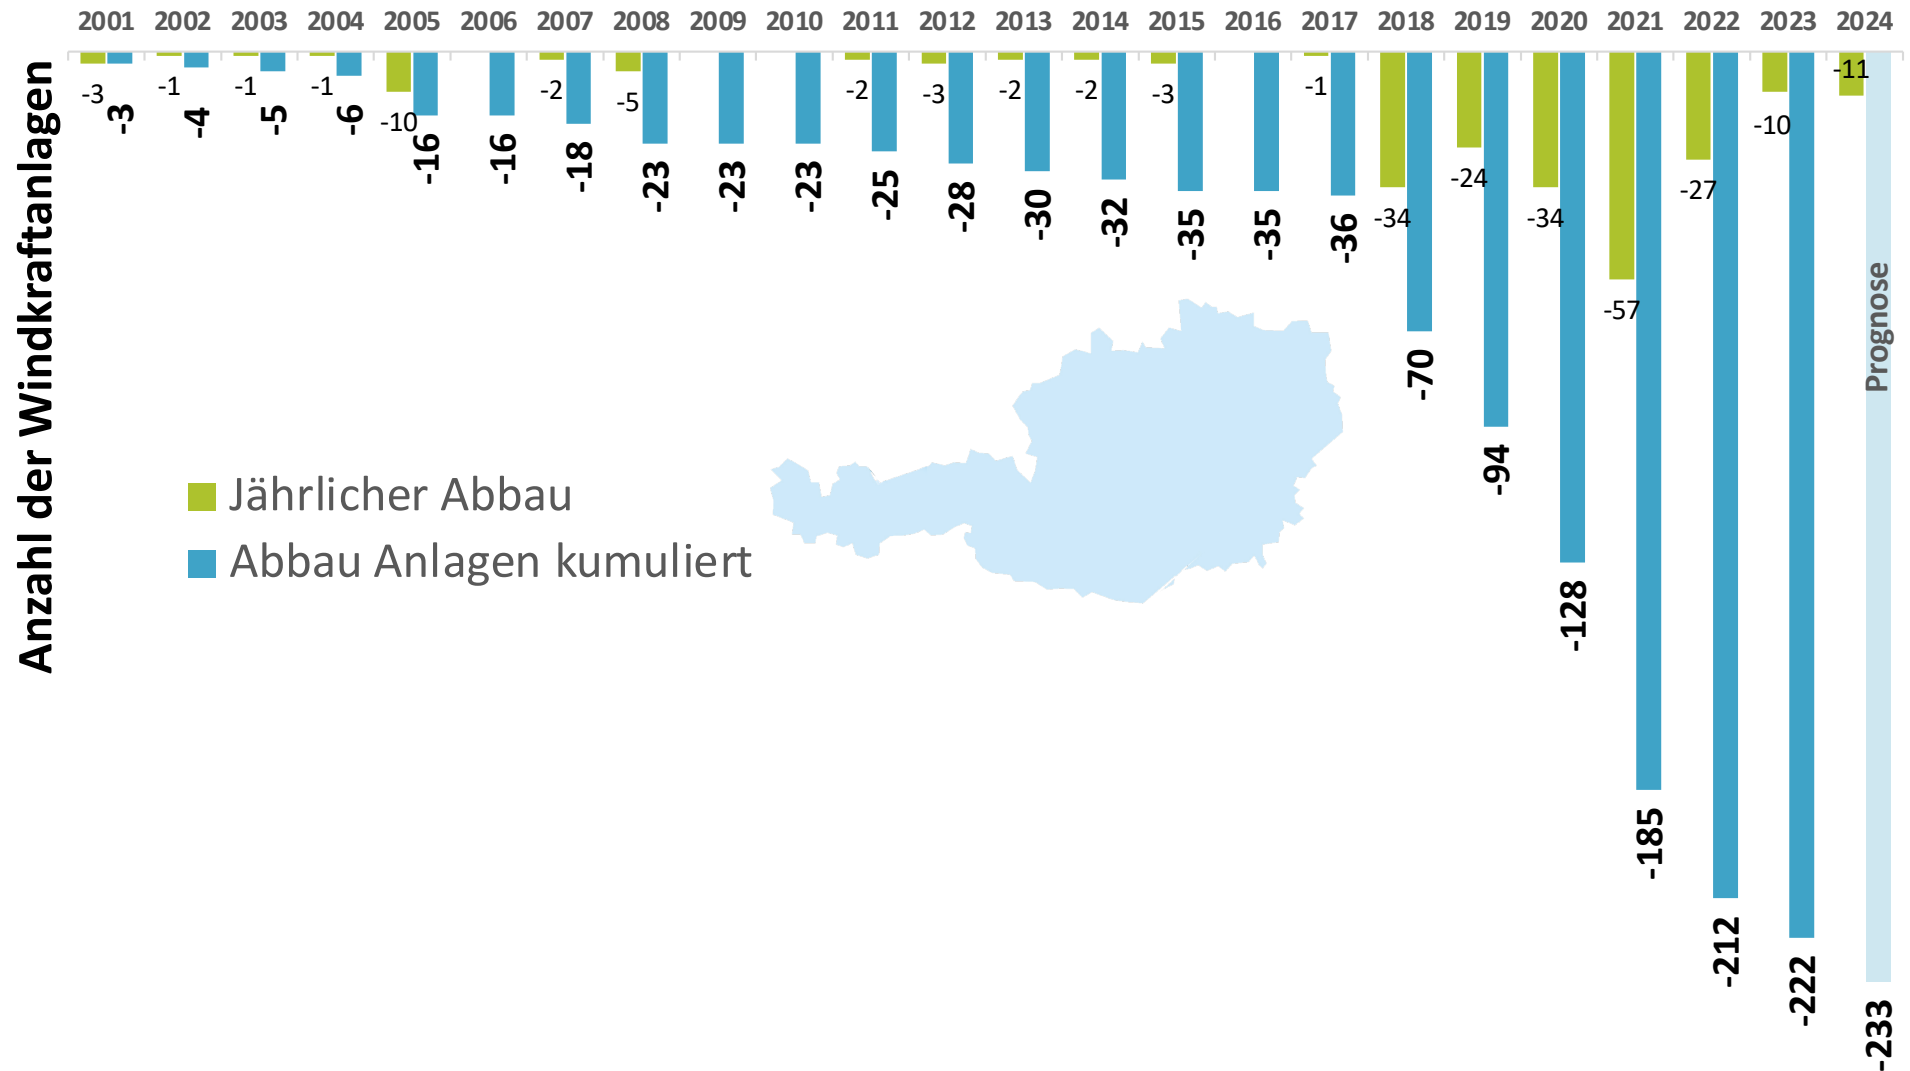 2001 2002 2003 2004 2005 2006 2007 2008 2009 2010 2011 2012 2013 2014 2015 2016 2017 2018 2019 2020 2021 2022 2023 2024
-3 -1 -1 -1 -10 -2 -5 -2 -3 -2 -2 -3 -1 -34 -24 -34 -57 -27 -10 -11
-3 -4 -5 -6 -16 -16 -18 -23 -23 -23 -25 -28 -30 -32 -35 -35 -36 -70 -94 -128 -185 -212 -222 -233
Anzahl der Windkraftanlagen
Prognose
Jährlicher Abbau
Abbau Anlagen kumuliert